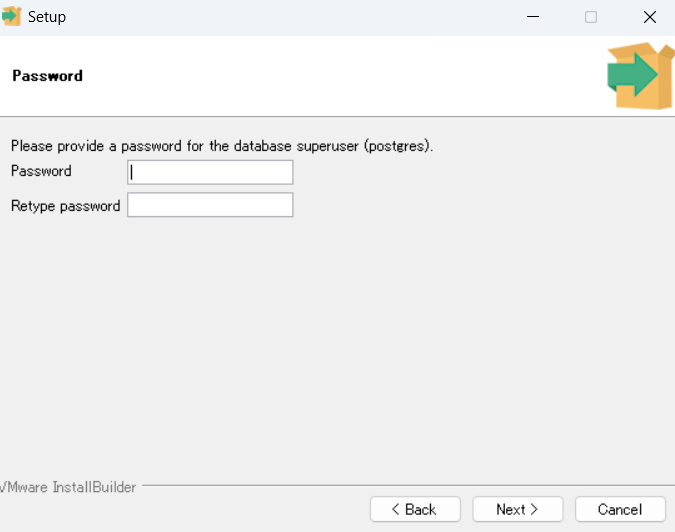 Setup
Password
Please provide a password for the database superuser (postgres).
Password
Retype password
VMware InstallBuilder
< Back
Next >
Cancel